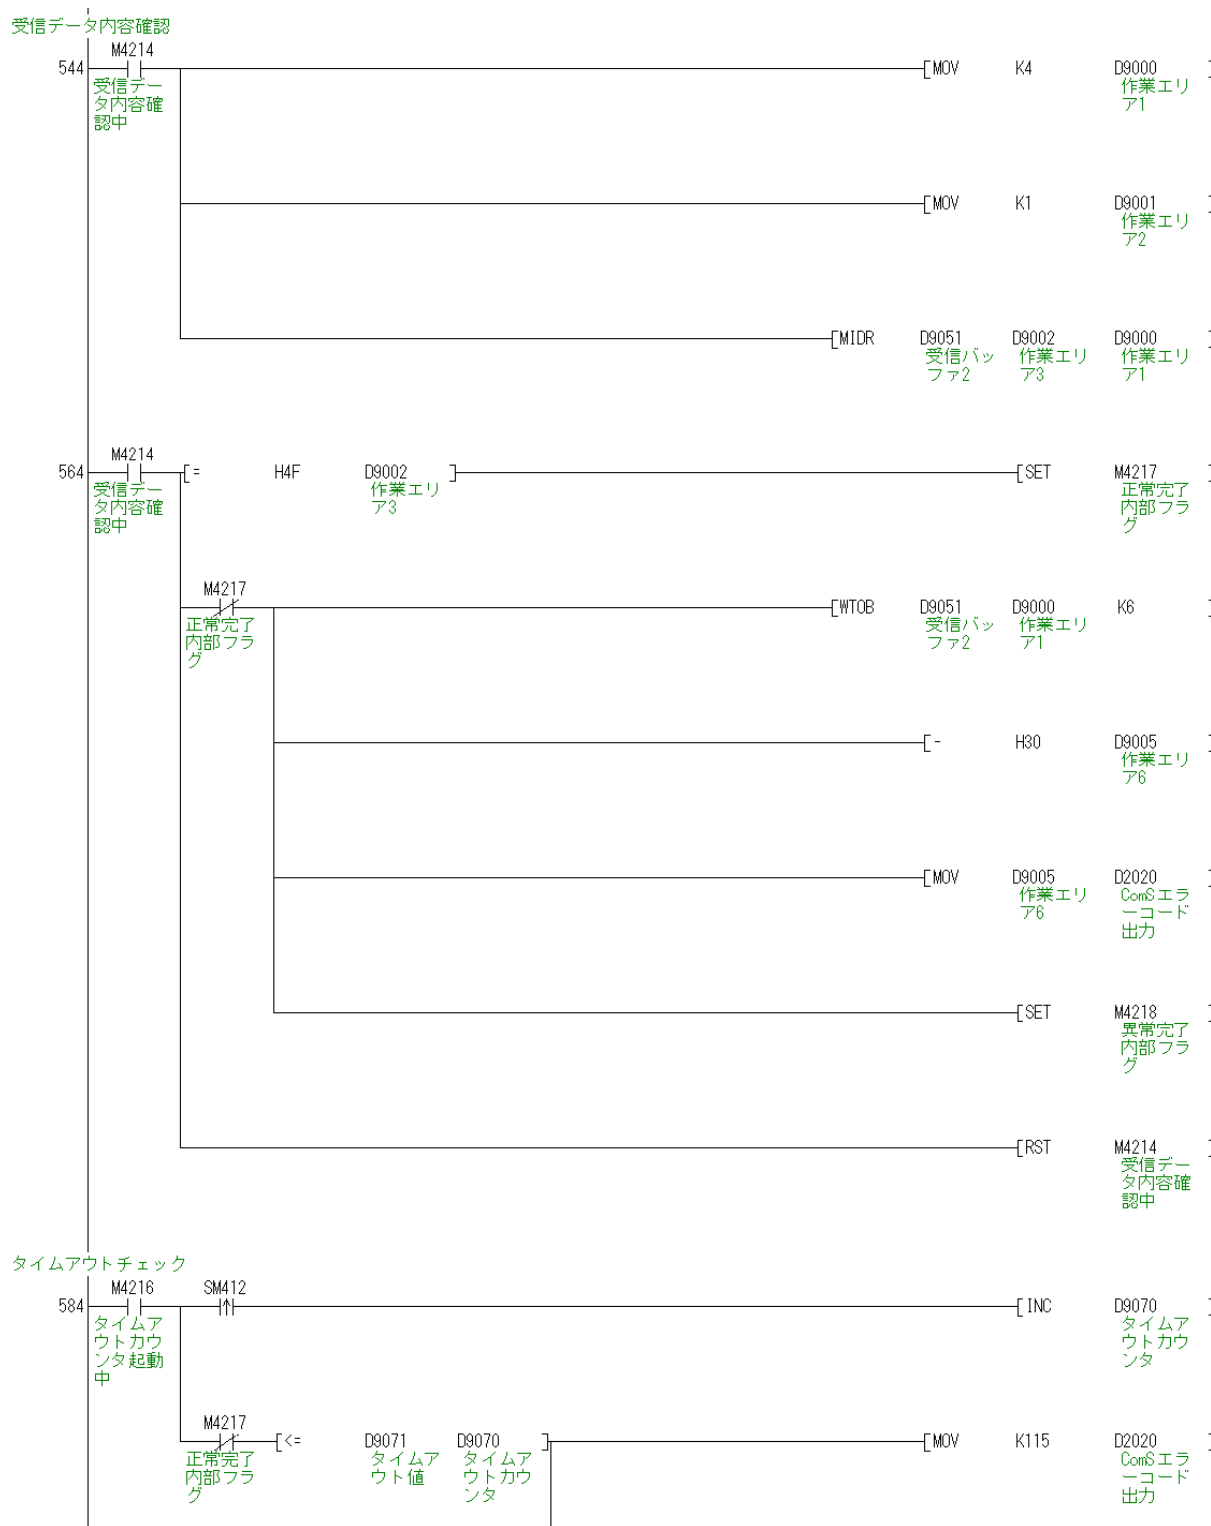 受信データ内容確認
M4214
544 [MOV K4 D9000 ]
受信デー 作業エリ
タ内容確 ア1
認中
[MOV K1 D9001 ]
作業エリ
ア2
[MIDR D9051 D9002 D9000 ]
受信バッ 作業エリ 作業エリ
ファ2 ア3 ア1
M4214
564 [= H4F D9002 ] [SET M4217 ]
受信デー 作業エリ 正常完了
タ内容確 ア3 内部フラ
認中 グ
M4217
[WTOB D9051 D9000 K6 ]
正常完了 受信バッ 作業エリ
内部フラ ファ2 ア1
グ
[- H30 D9005 ]
作業エリ
ア6
[MOV D9005 D2020 ]
作業エリ ComSエラ
ア6 ーコード
出力
[SET M4218 ]
異常完了
内部フラ
グ
[RST M4214 ]
受信デー
タ内容確
認中
タイムアウトチェック
M4216 SM412
584 [INC D9070 ]
タイムア タイムア
ウトカウ ウトカウ
ンタ起動 ンタ
中
M4217
[<= D9071 D9070 ] [MOV K115 D2020 ]
正常完了 タイムア タイムア ComSエラ
内部フラ ウト値 ウトカウ ーコード
グ ンタ 出力